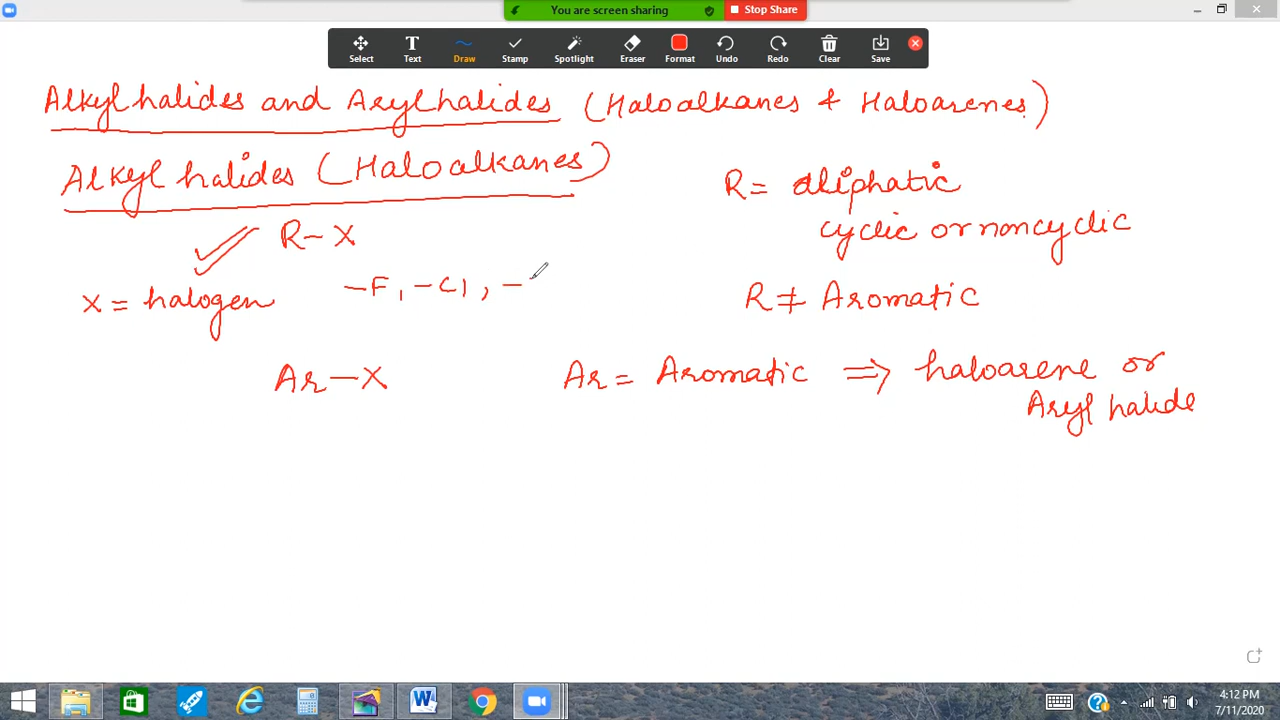 You are screen sharing
Stop Share
Select Text Draw Stamp Spotlight Eraser Format Undo Redo Clear Save
Alkyl halides and Aryl halides (Haloalkanes & Haloarenes)
Alkyl halides (Haloalkanes)
R = aliphatic
cyclic or noncyclic
R – X
X = halogen –F, –Cl, –
R ≠ Aromatic
Ar – X Ar = Aromatic ⇒ haloarene or
Aryl halide
4:12 PM
7/11/2020